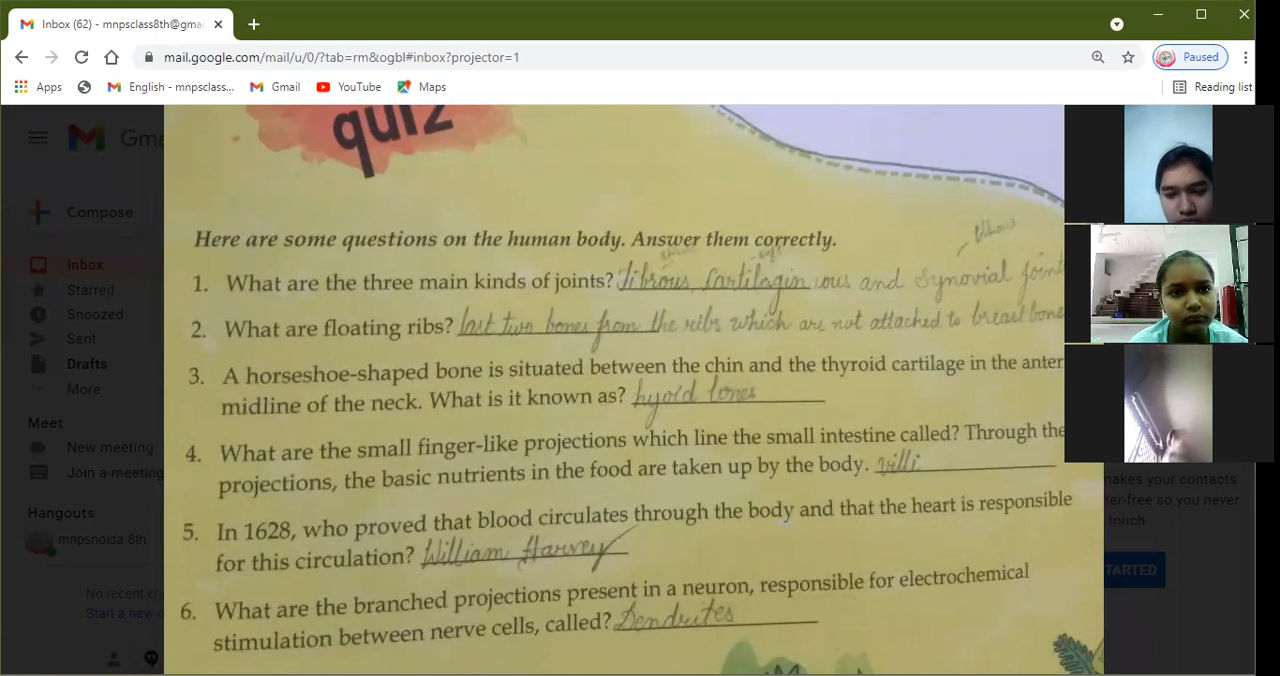 Inbox (62) - mnpsclass8th@gma
mail.google.com/mail/u/0/?tab=rm&ogbl#inbox?projector=1
Paused
Apps
English - mnpsclass...
Gmail
YouTube
Maps
Reading list
Gma
Compose
Inbox
Starred
Snoozed
Sent
Drafts
More
Meet
New meeting
Join a meeting
Hangouts
mnpsnoida.8th
No recent c
Start a new
quiz
Here are some questions on the human body. Answer them correctly.
Elbows
soft
1. What are the three main kinds of joints? Fibrous, Cartilaginious and Synovial joint
2. What are floating ribs? last two bones from the ribs which are not attached to breast bone
3. A horseshoe-shaped bone is situated between the chin and the thyroid cartilage in the anter
midline of the neck. What is it known as? hyoid bones
4. What are the small finger-like projections which line the small intestine called? Through the
projections, the basic nutrients in the food are taken up by the body. villi
5. In 1628, who proved that blood circulates through the body and that the heart is responsible
for this circulation? William Harvey
6. What are the branched projections present in a neuron, responsible for electrochemical
stimulation between nerve cells, called? Dendrites
makes your contacts
er-free so you never
touch
TARTED